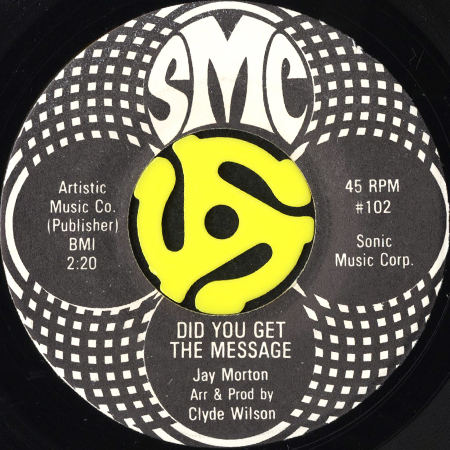 SMC
Artistic
Music Co.
(Publisher)
BMI
2:20
45 RPM
#102
Sonic
Music Corp.
DID YOU GET
THE MESSAGE
Jay Morton
Arr & Prod by
Clyde Wilson